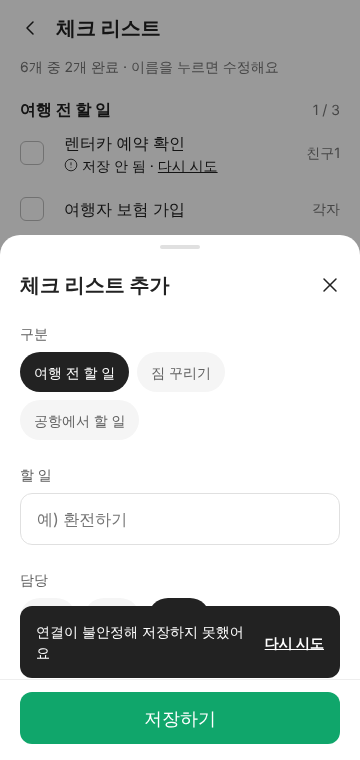 체크 리스트
6개 중 2개 완료 · 이름을 누르면 수정해요
여행 전 할 일 1 / 3
렌터카 예약 확인 친구1
저장 안 됨 · 다시 시도
여행자 보험 가입 각자
체크 리스트 추가
구분
여행 전 할 일 짐 꾸리기
공항에서 할 일
할 일
예) 환전하기
담당
연결이 불안정해 저장하지 못했어
요
다시 시도
저장하기